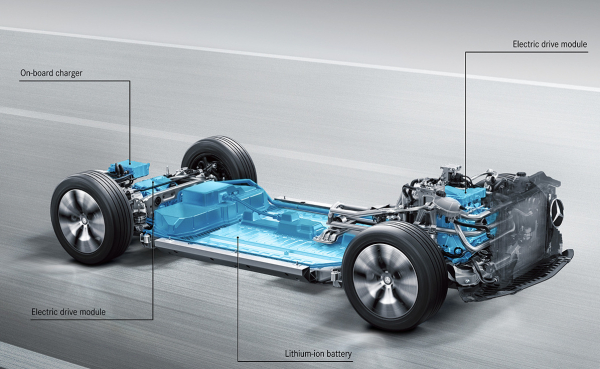 Electric drive module
On-board charger
Electric drive module
Lithium-ion battery